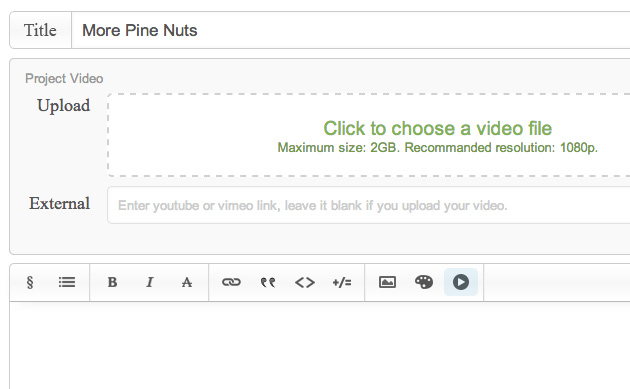 Title More Pine Nuts
Project Video
Upload
Click to choose a video file
Maximum size: 2GB. Recommanded resolution: 1080p.
External Enter youtube or vimeo link, leave it blank if you upload your video.
§ B I A +/=